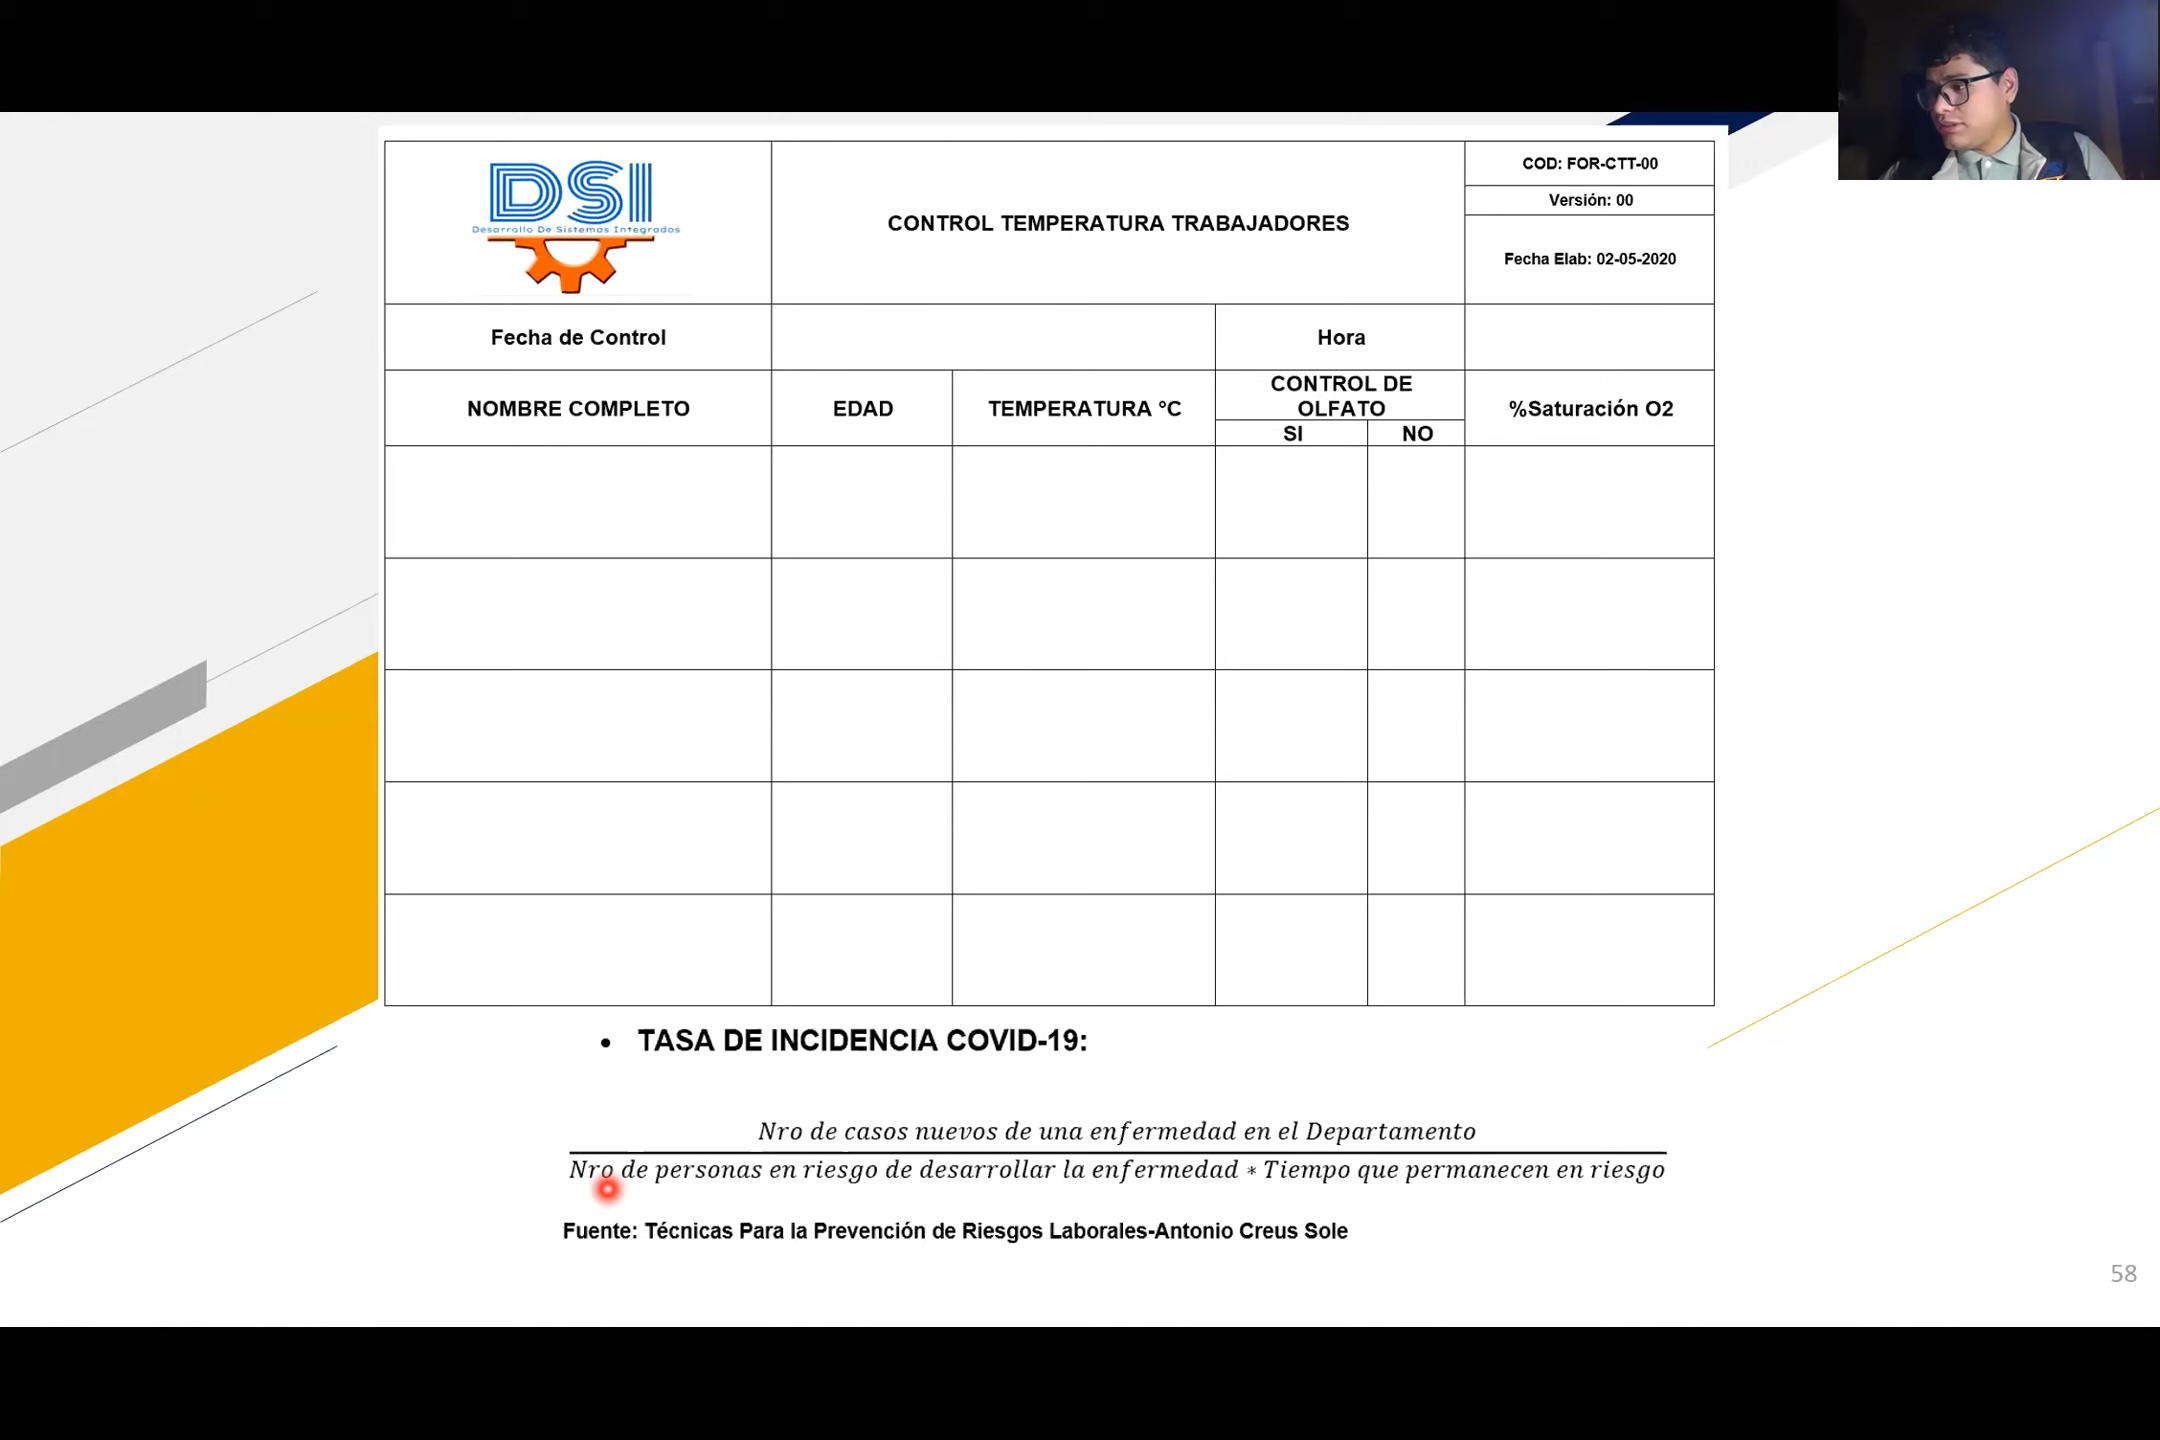 DSI
Desarrollo De Sistemas Integrados
CONTROL TEMPERATURA TRABAJADORES
COD: FOR-CTT-00
Versión: 00
Fecha Elab: 02-05-2020
Fecha de Control
Hora
NOMBRE COMPLETO
EDAD
TEMPERATURA °C
CONTROL DE
OLFATO
SI
NO
%Saturación O2
• TASA DE INCIDENCIA COVID-19:
Nro de casos nuevos de una enfermedad en el Departamento
Nro de personas en riesgo de desarrollar la enfermedad * Tiempo que permanecen en riesgo
Fuente: Técnicas Para la Prevención de Riesgos Laborales-Antonio Creus Sole
58